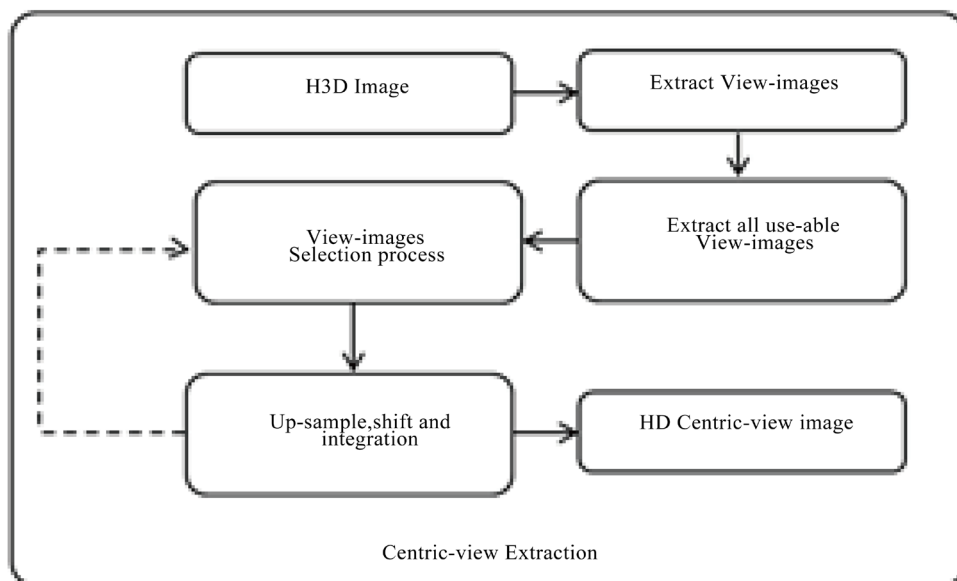 H3D Image
Extract View-images
Extract all use-able
View-images
View-images
Selection process
Up-sample,shift and
integration
HD Centric-view image
Centric-view Extraction